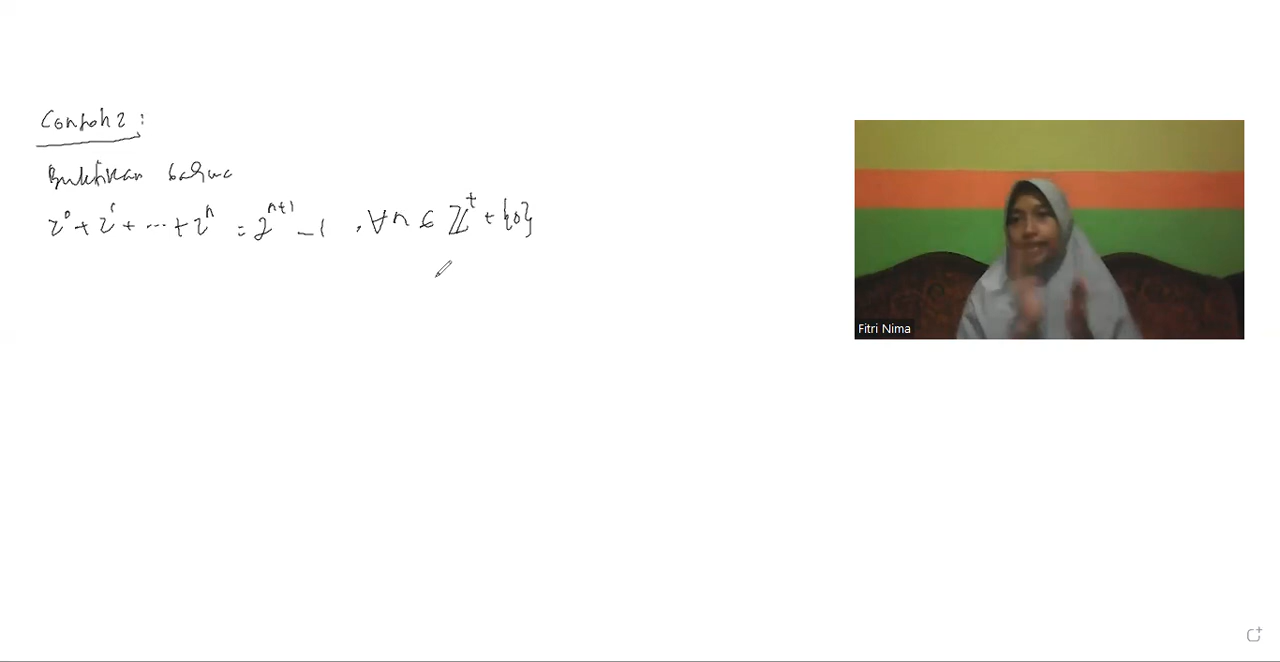 Contoh 2 :
Buktikan bahwa
2⁰ + 2¹ + ... + 2ⁿ = 2ⁿ⁺¹ - 1 , ∀n ∈ ℤ⁺ + {0}
Fitri Nima